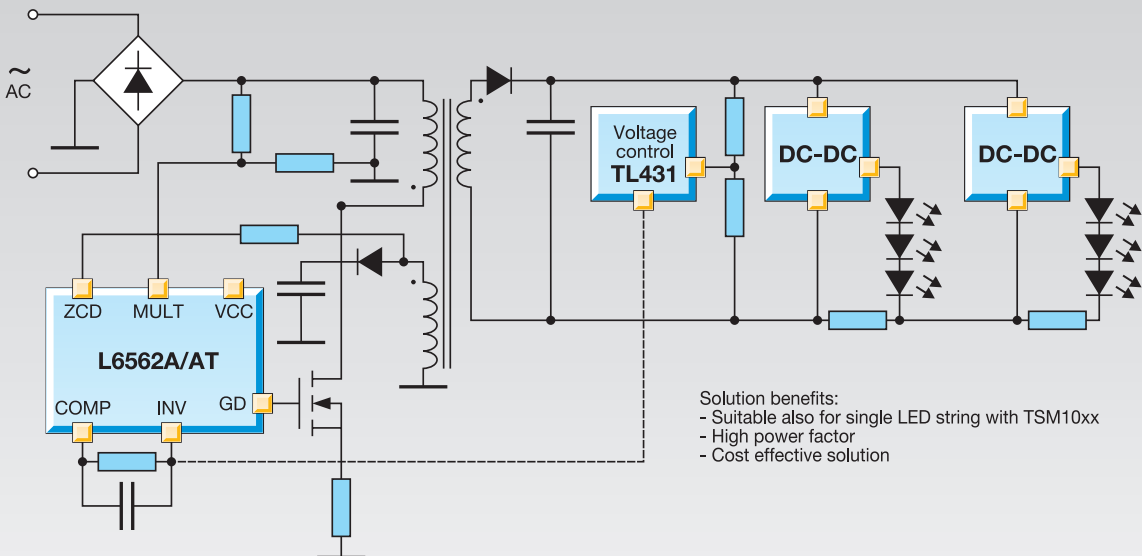 ~
AC
Voltage
control
TL431
DC-DC
DC-DC
ZCD
MULT
VCC
L6562A/AT
COMP
INV
GD
Solution benefits:
- Suitable also for single LED string with TSM10xx
- High power factor
- Cost effective solution